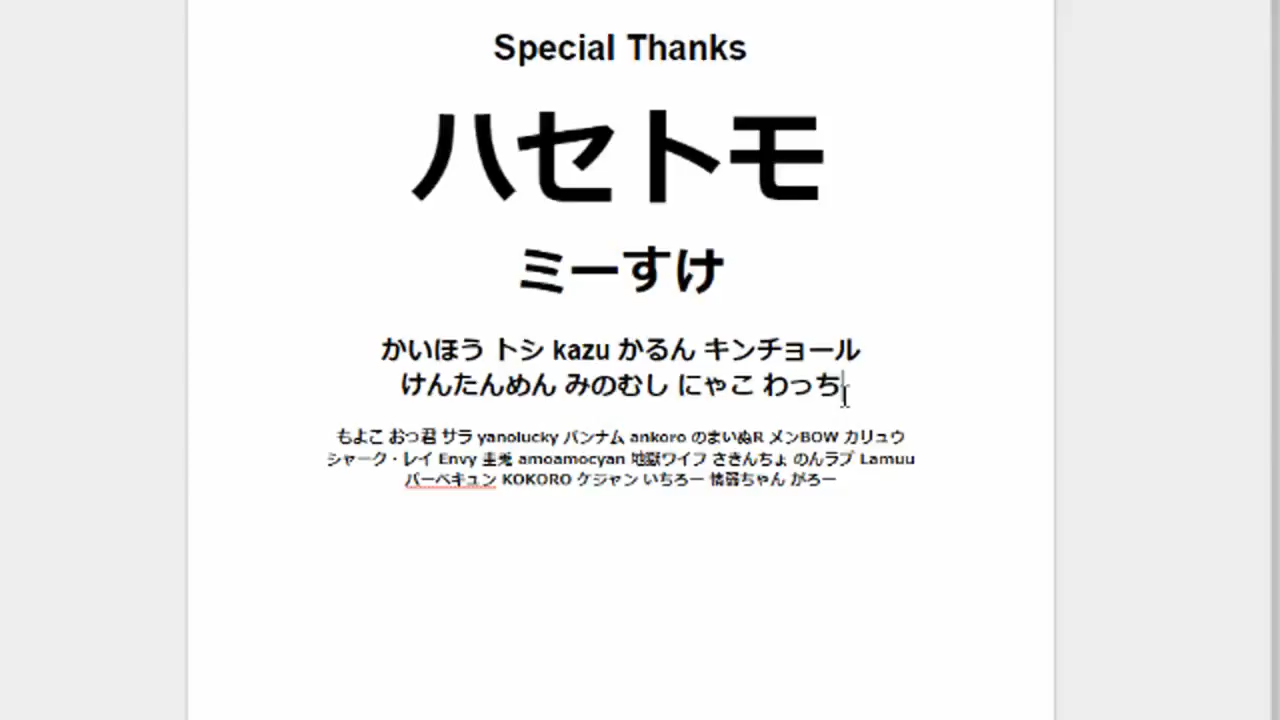 Special Thanks
ハセトモ
ミーすけ
かいほう トシ kazu かるん キンチョール
けんたんめん みのむし にゃこ わっち
もよこ おっ君 サラ yanolucky バンナム ankoro のまいぬR メンBOW カリュウ
シャーク・レイ Envy 圭兎 amoamocyan 地獄ワイフ さきんちょ のんラブ Lamuu
バーベキュン KOKORO ケジャン いちろー 情弱ちゃん がろー